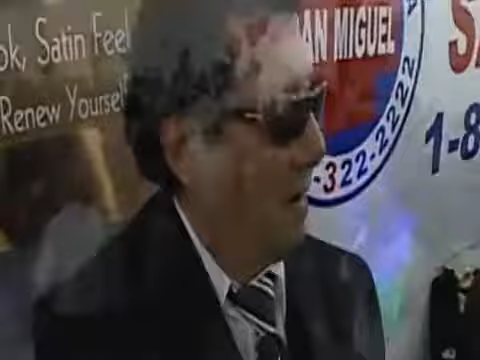 ok, Satin Feel
Renew Yourself
AN MIGUEL
-322-2222
1-8